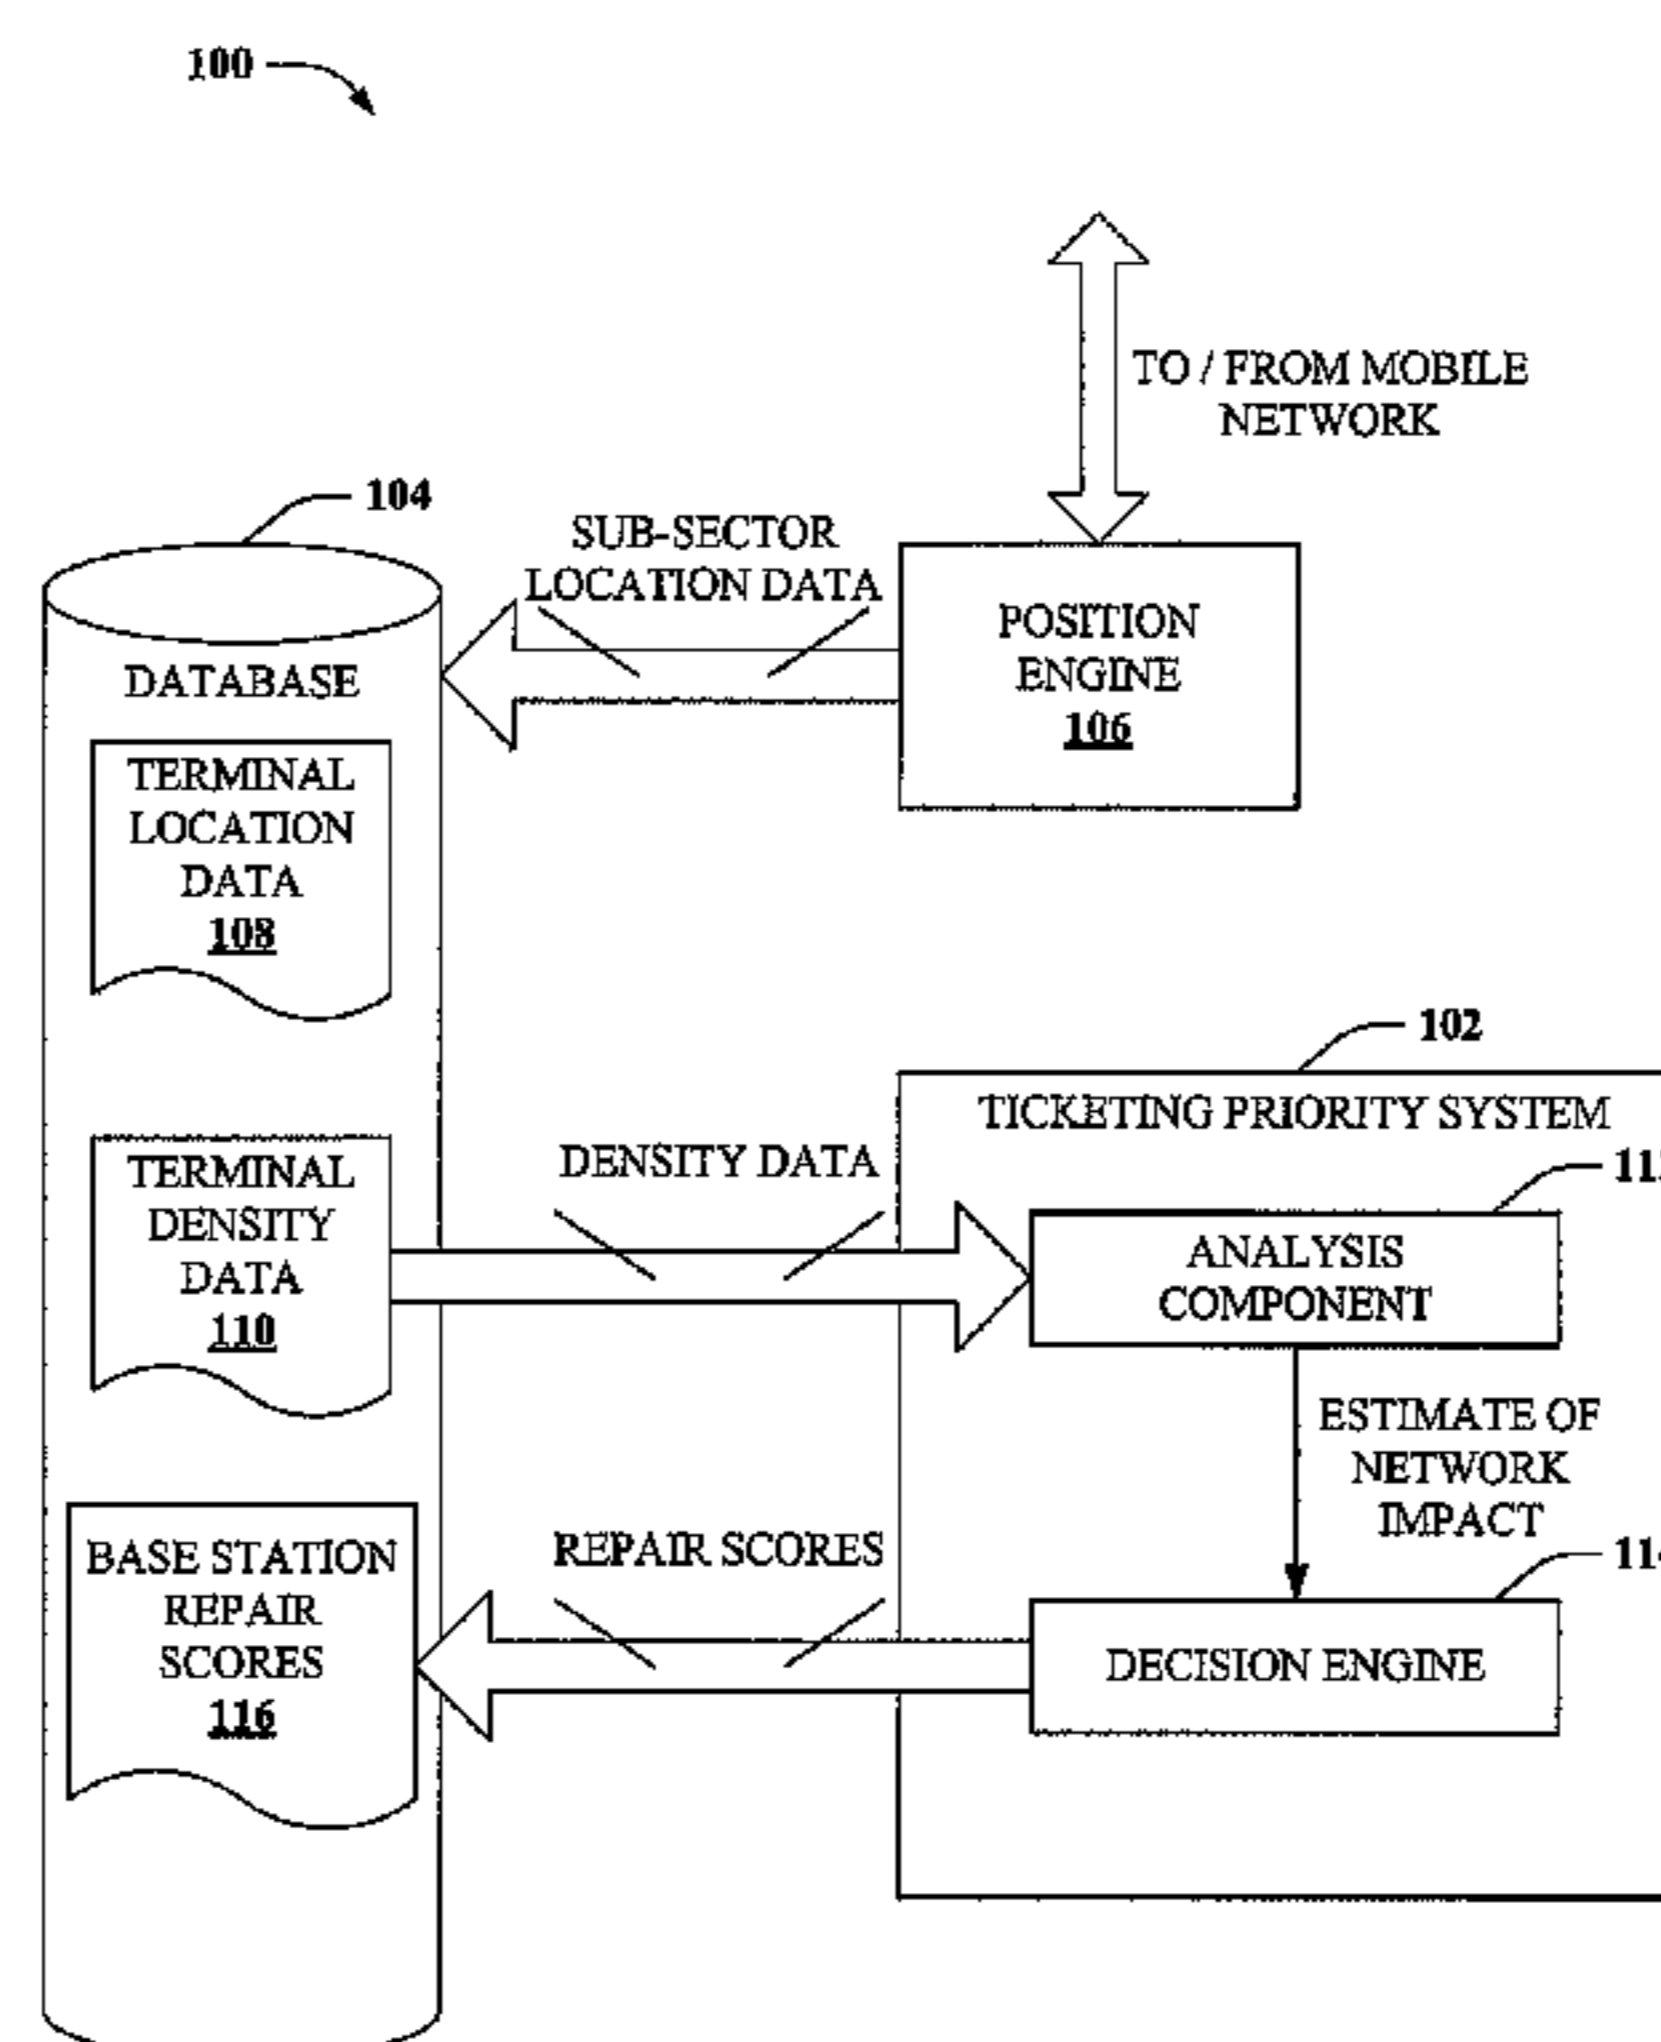 100
TO / FROM MOBILE
NETWORK
104
SUB-SECTOR
LOCATION DATA
POSITION
ENGINE
106
DATABASE
TERMINAL
LOCATION
DATA
108
102
TICKETING PRIORITY SYSTEM
DENSITY DATA
TERMINAL
DENSITY
DATA
110
ANALYSIS
COMPONENT
ESTIMATE OF
NETWORK
IMPACT
REPAIR SCORES
BASE STATION
REPAIR
SCORES
116
DECISION ENGINE